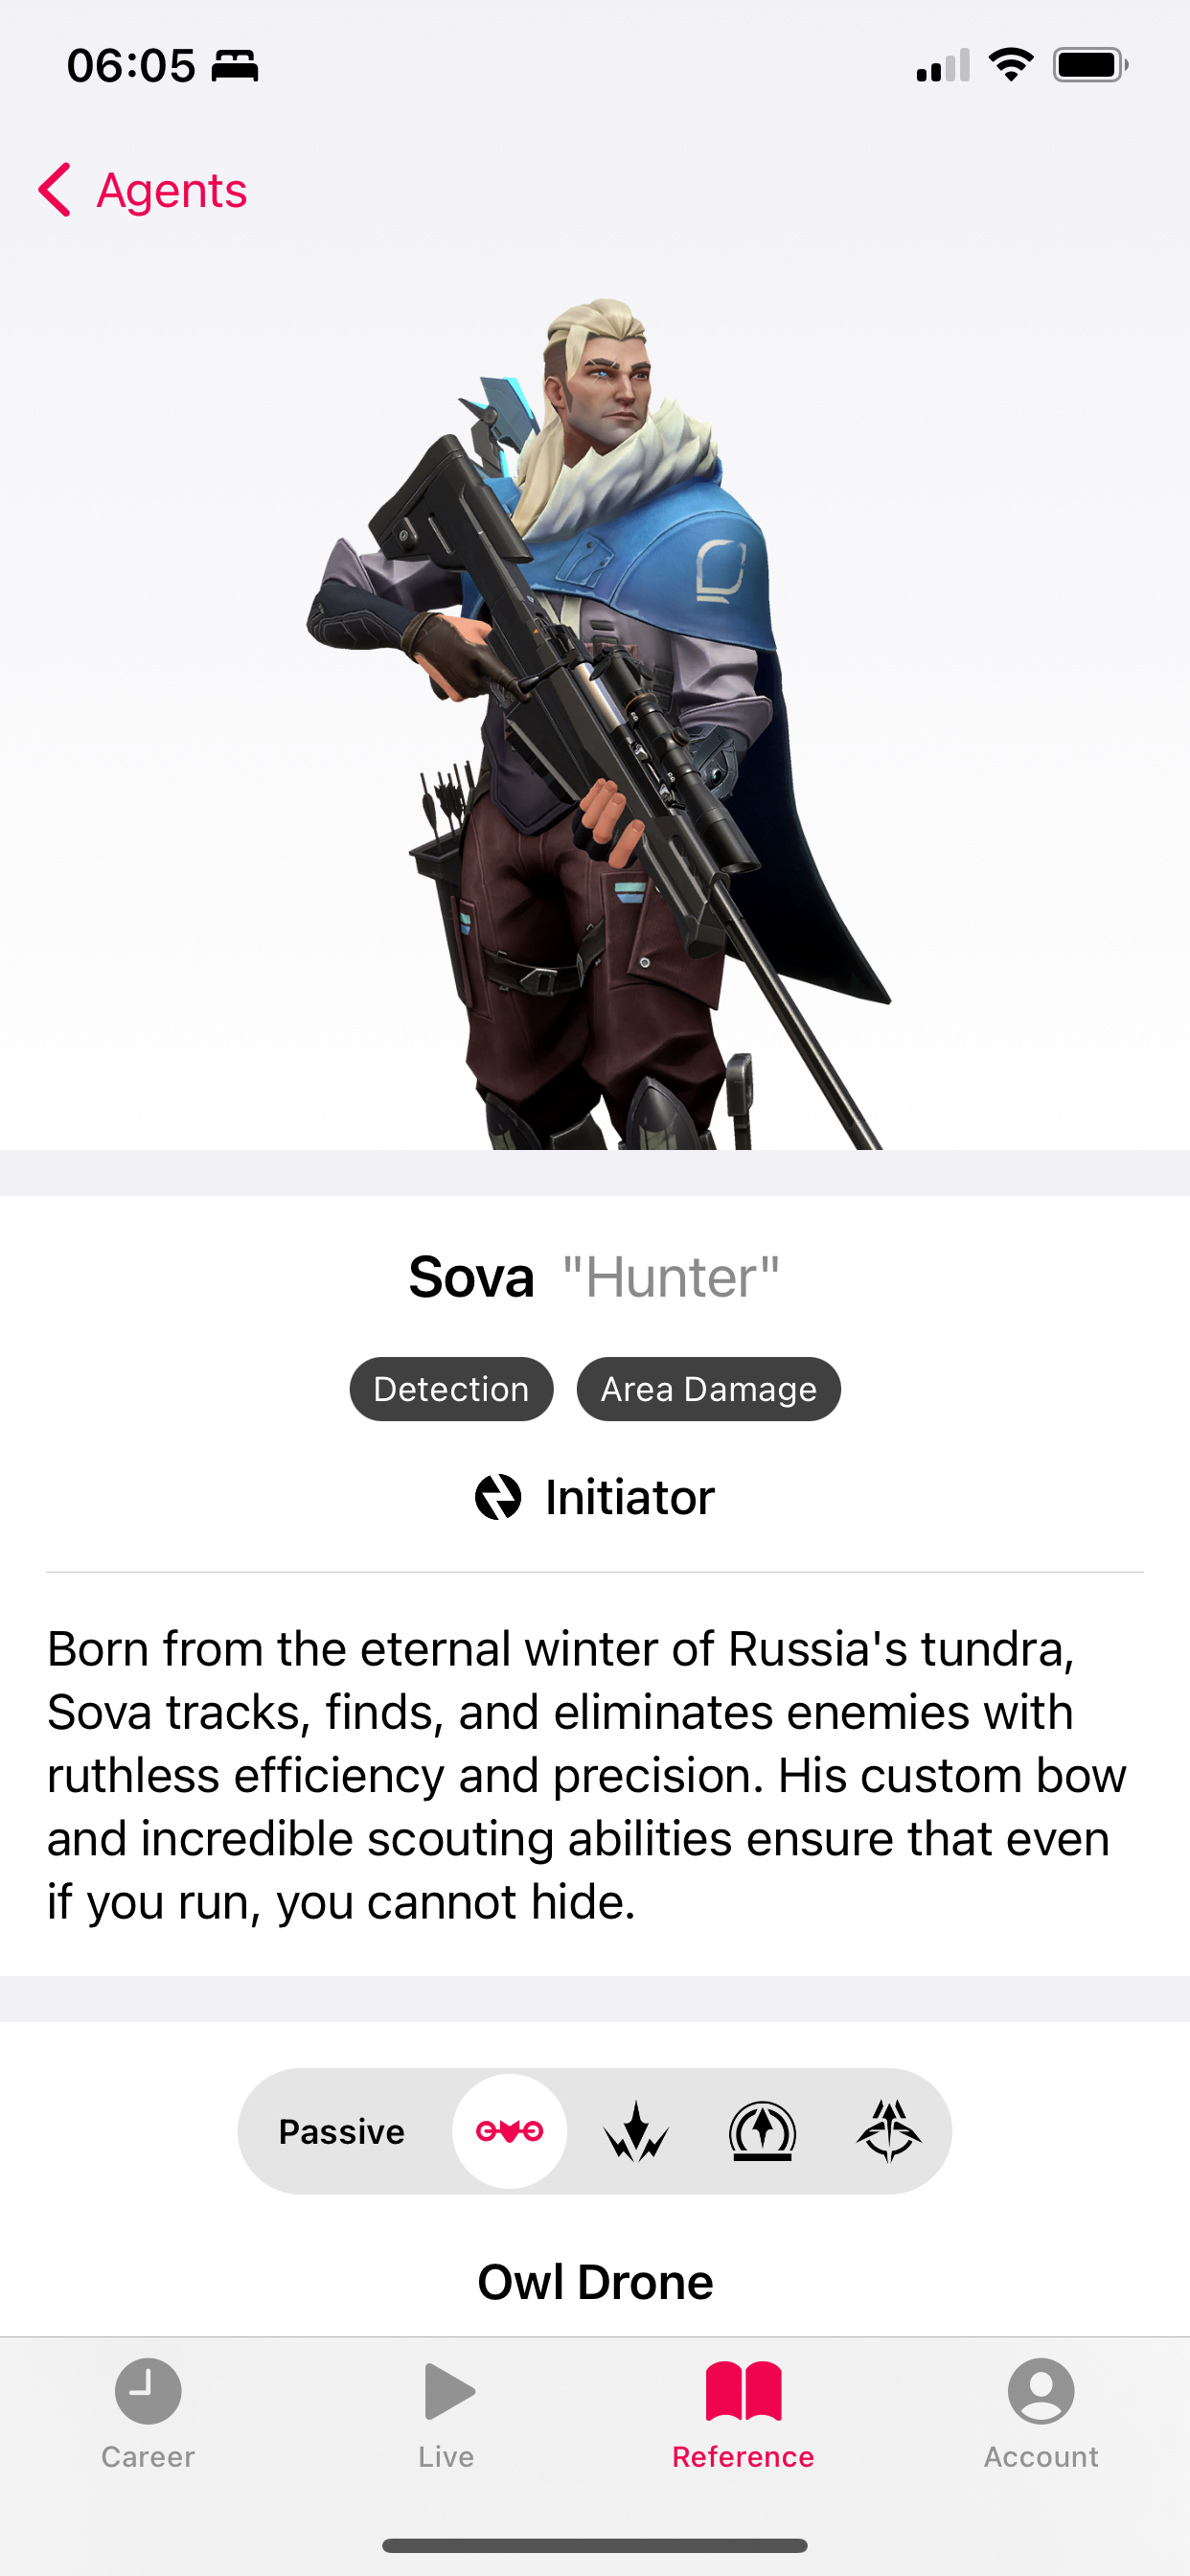 06:05
Agents
Sova "Hunter"
Detection Area Damage
Initiator
Born from the eternal winter of Russia's tundra,
Sova tracks, finds, and eliminates enemies with
ruthless efficiency and precision. His custom bow
and incredible scouting abilities ensure that even
if you run, you cannot hide.
Passive
Owl Drone
Career Live Reference Account